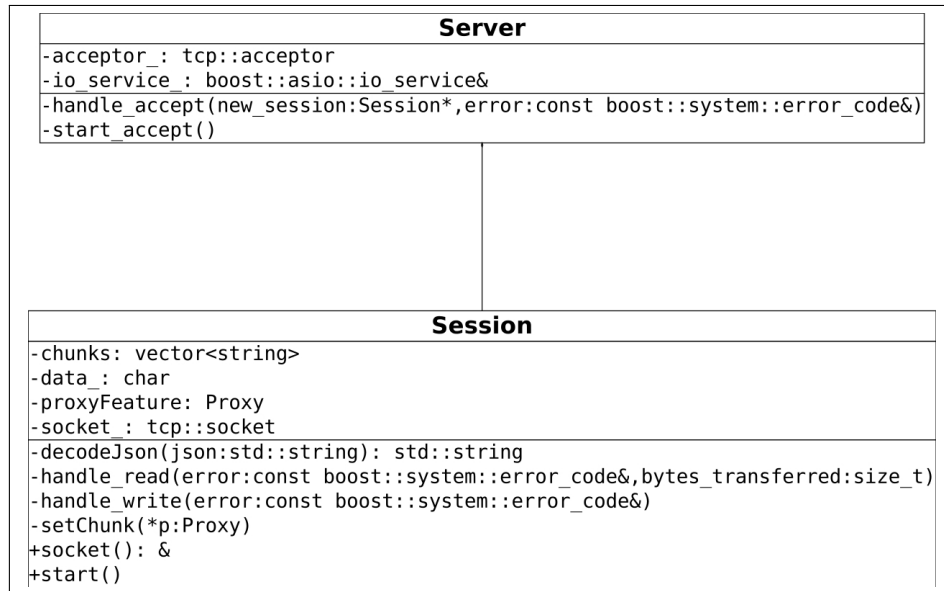 Server
-acceptor_: tcp::acceptor
-io_service_: boost::asio::io_service&
-handle_accept(new_session:Session*,error:const boost::system::error_code&)
-start_accept()
Session
-chunks: vector<string>
-data_: char
-proxyFeature: Proxy
-socket_: tcp::socket
-decodeJson(json:std::string): std::string
-handle_read(error:const boost::system::error_code&,bytes_transferred:size_t)
-handle_write(error:const boost::system::error_code&)
-setChunk(*p:Proxy)
+socket(): &
+start()